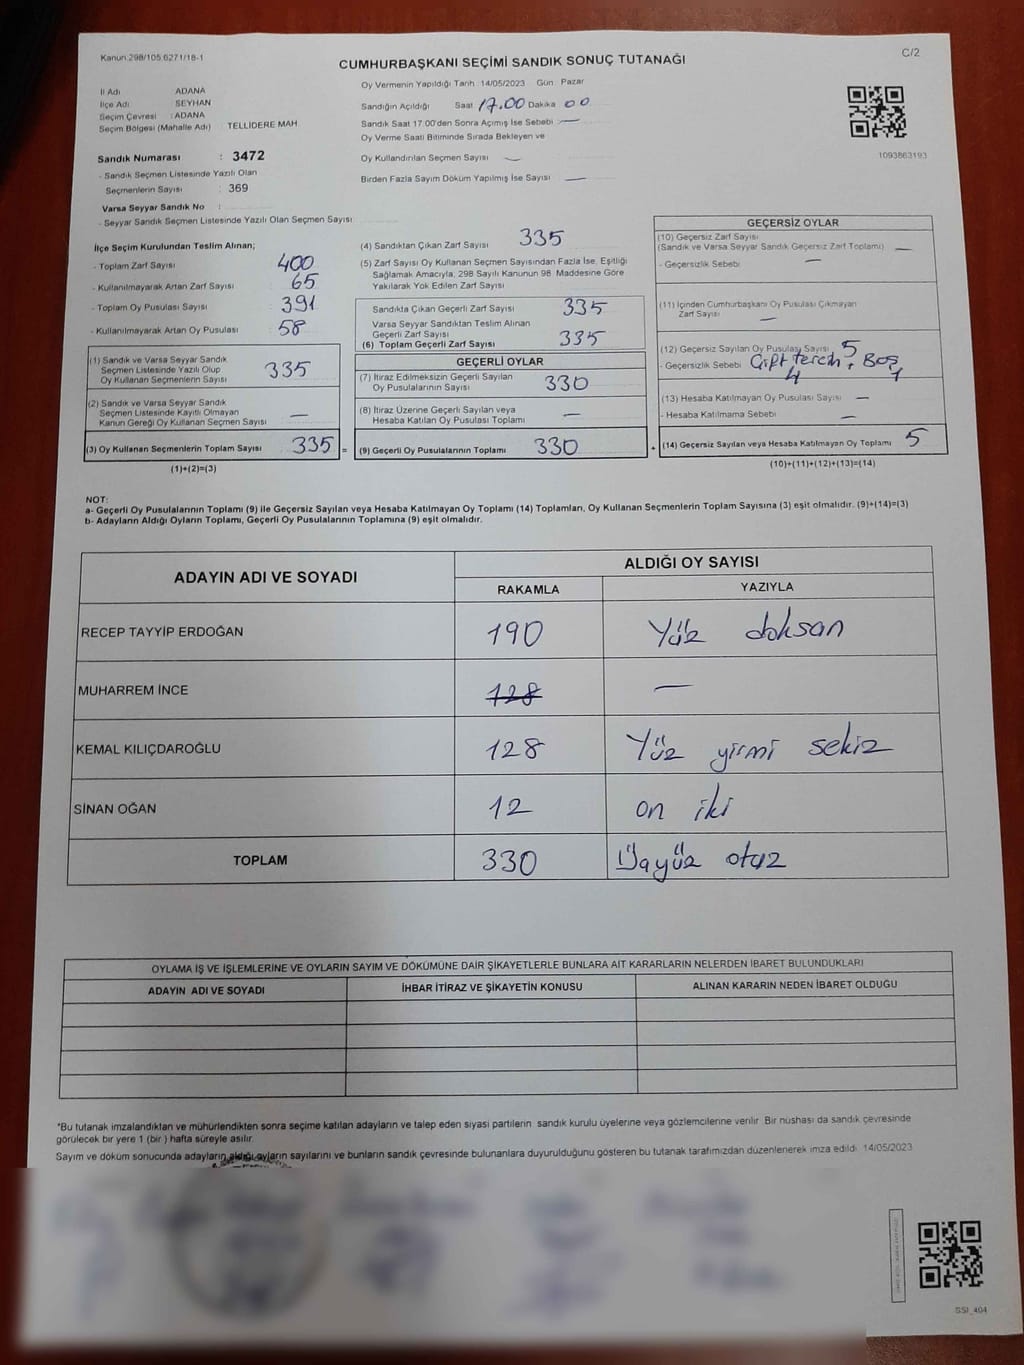 Kanun:298/105;6271/18-1
C/2
CUMHURBAŞKANI SEÇİMİ SANDIK SONUÇ TUTANAĞI
Oy Vermenin Yapıldığı Tarih :14/05/2023 Gün : Pazar
İl Adı : ADANA
İlçe Adı : SEYHAN
Seçim Çevresi : ADANA
Seçim Bölgesi (Mahalle Adı) : TELLİDERE MAH.
Sandığın Açıldığı Saat 17.00 Dakika 00
Sandık Saat 17:00'den Sonra Açımış İse Sebebi —
Oy Verme Saati Bitiminde Sırada Bekleyen ve
Oy Kullandırılan Seçmen Sayısı —
Birden Fazla Sayım Döküm Yapılmış İse Sayısı —
1093863193
Sandık Numarası : 3472
- Sandık Seçmen Listesinde Yazılı Olan
Seçmenlerin Sayısı : 369
Varsa Seyyar Sandık No :
- Seyyar Sandık Seçmen Listesinde Yazılı Olan Seçmen Sayısı :
İlçe Seçim Kurulundan Teslim Alınan;
- Toplam Zarf Sayısı : 400
- Kullanılmayarak Artan Zarf Sayısı : 65
- Toplam Oy Pusulası Sayısı : 391
- Kullanılmayarak Artan Oy Pusulası : 58
(1) Sandık ve Varsa Seyyar Sandık
Seçmen Listesinde Yazılı Olup
Oy Kullanan Seçmenlerin Sayısı : 335
(2) Sandık ve Varsa Seyyar Sandık
Seçmen Listesinde Kayıtlı Olmayan
Kanun Gereği Oy Kullanan Seçmen Sayısı : —
(3) Oy Kullanan Seçmenlerin Toplam Sayısı : 335 =
(1)+(2)=(3)
(4) Sandıktan Çıkan Zarf Sayısı : 335
(5) Zarf Sayısı Oy Kullanan Seçmen Sayısından Fazla İse, Eşitliği
Sağlamak Amacıyla, 298 Sayılı Kanunun 98. Maddesine Göre
Yakılarak Yok Edilen Zarf Sayısı :
Sandıkta Çıkan Geçerli Zarf Sayısı : 335
Varsa Seyyar Sandıktan Teslim Alınan
Geçerli Zarf Sayısı :
(6) Toplam Geçerli Zarf Sayısı : 335
GEÇERLİ OYLAR
(7) İtiraz Edilmeksizin Geçerli Sayılan
Oy Pusulalarının Sayısı : 330
(8) İtiraz Üzerine Geçerli Sayılan veya
Hesaba Katılan Oy Pusulası Toplamı : —
(9) Geçerli Oy Pusulalarının Toplamı : 330 +
GEÇERSİZ OYLAR
(10) Geçersiz Zarf Sayısı
(Sandık ve Varsa Seyyar Sandık Geçersiz Zarf Toplamı) : —
- Geçersizlik Sebebi : —
(11) İçinden Cumhurbaşkanı Oy Pusulası Çıkmayan
Zarf Sayısı : —
(12) Geçersiz Sayılan Oy Pusulası Sayısı : 5
- Geçersizlik Sebebi : Çift tercih, Boş
4 1
(13) Hesaba Katılmayan Oy Pusulası Sayısı : —
- Hesaba Katılmama Sebebi : —
(14) Geçersiz Sayılan veya Hesaba Katılmayan Oy Toplamı : 5
(10)+(11)+(12)+(13)=(14)
NOT:
a- Geçerli Oy Pusulalarının Toplamı (9) ile Geçersiz Sayılan veya Hesaba Katılmayan Oy Toplamı (14) Toplamları, Oy Kullanan Seçmenlerin Toplam Sayısına (3) eşit olmalıdır. (9)+(14)=(3)
b- Adayların Aldığı Oyların Toplamı, Geçerli Oy Pusulalarının Toplamına (9) eşit olmalıdır.
ADAYIN ADI VE SOYADI ALDIĞI OY SAYISI
RAKAMLA YAZIYLA
RECEP TAYYİP ERDOĞAN 190 Yüz doksan
MUHARREM İNCE 128 —
KEMAL KILIÇDAROĞLU 128 Yüz yirmi sekiz
SİNAN OĞAN 12 on iki
TOPLAM 330 Üçyüz otuz
OYLAMA İŞ VE İŞLEMLERİNE VE OYLARIN SAYIM VE DÖKÜMÜNE DAİR ŞİKAYETLERLE BUNLARA AİT KARARLARIN NELERDEN İBARET BULUNDUKLARI
ADAYIN ADI VE SOYADI İHBAR İTİRAZ VE ŞİKAYETİN KONUSU ALINAN KARARIN NEDEN İBARET OLDUĞU
*Bu tutanak imzalandıktan ve mühürlendikten sonra seçime katılan adayların ve talep eden siyasi partilerin sandık kurulu üyelerine veya gözlemcilerine verilir. Bir nüshası da sandık çevresinde
görülecek bir yere 1 (bir ) hafta süreyle asılır.
Sayım ve döküm sonucunda adayların aldığı oyların sayılarını ve bunların sandık çevresinde bulunanlara duyurulduğunu gösteren bu tutanak tarafımızdan düzenlenerek imza edildi. 14/05/2023
SSI_404